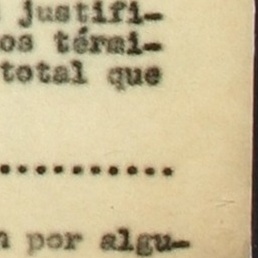 justifi-
os térmi-
total que
..........
n por algu-